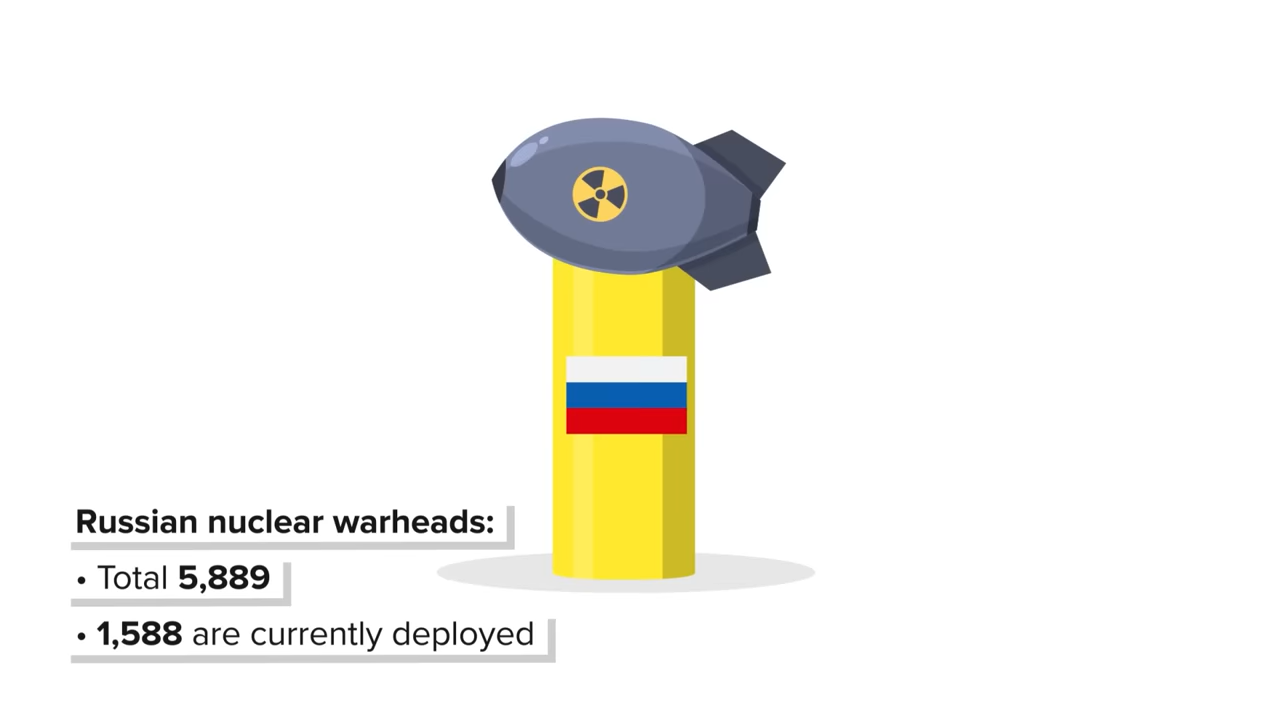 Russian nuclear warheads:
• Total 5,889
• 1,588 are currently deployed